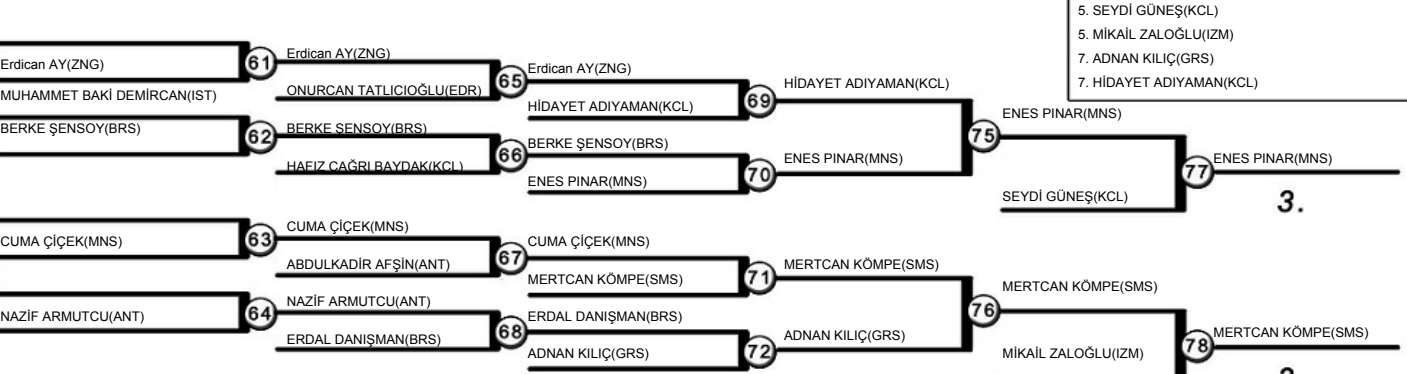 5. SEYDİ GÜNEŞ(KCL)
5. MİKAİL ZALOĞLU(IZM)
7. ADNAN KILIÇ(GRS)
7. HİDAYET ADIYAMAN(KCL)
Erdican AY(ZNG)
61
MUHAMMET BAKİ DEMİRCAN(IST)
BERKE ŞENSOY(BRS)
62
CUMA ÇİÇEK(MNS)
63
NAZİF ARMUTCU(ANT)
64
Erdican AY(ZNG)
65
ONURCAN TATLICIOĞLU(EDR)
BERKE ŞENSOY(BRS)
66
HAFIZ ÇAĞRI BAYDAK(KCL)
CUMA ÇİÇEK(MNS)
67
ABDULKADİR AFŞİN(ANT)
NAZİF ARMUTCU(ANT)
68
ERDAL DANIŞMAN(BRS)
Erdican AY(ZNG)
69
HİDAYET ADIYAMAN(KCL)
BERKE ŞENSOY(BRS)
70
ENES PINAR(MNS)
CUMA ÇİÇEK(MNS)
71
MERTCAN KÖMPE(SMS)
ERDAL DANIŞMAN(BRS)
72
ADNAN KILIÇ(GRS)
HİDAYET ADIYAMAN(KCL)
75
ENES PINAR(MNS)
MERTCAN KÖMPE(SMS)
76
ADNAN KILIÇ(GRS)
ENES PINAR(MNS)
77
SEYDİ GÜNEŞ(KCL)
MERTCAN KÖMPE(SMS)
78
MİKAİL ZALOĞLU(IZM)
ENES PINAR(MNS)
3.
MERTCAN KÖMPE(SMS)